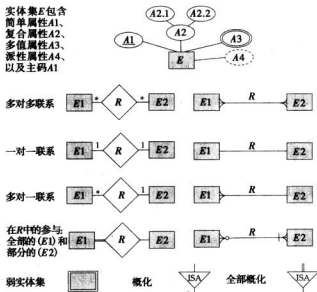 实体集E包含
简单属性A1、
复合属性A2、
多值属性A3、
派性属性A4、
以及主码A1
A2.1 A2.2
A1 A2 A3
E A4
多对多联系 E1 * R * E2 E1 R E2
一对一联系 E1 1 R 1 E2 E1 R E2
多对一联系 E1 * R 1 E2 E1 R E2
在R中的参与:
全部的(E1)和
部分的(E2)
E1 R E2 E1 R E2
弱实体集 概化 ISA 全部概化 ISA